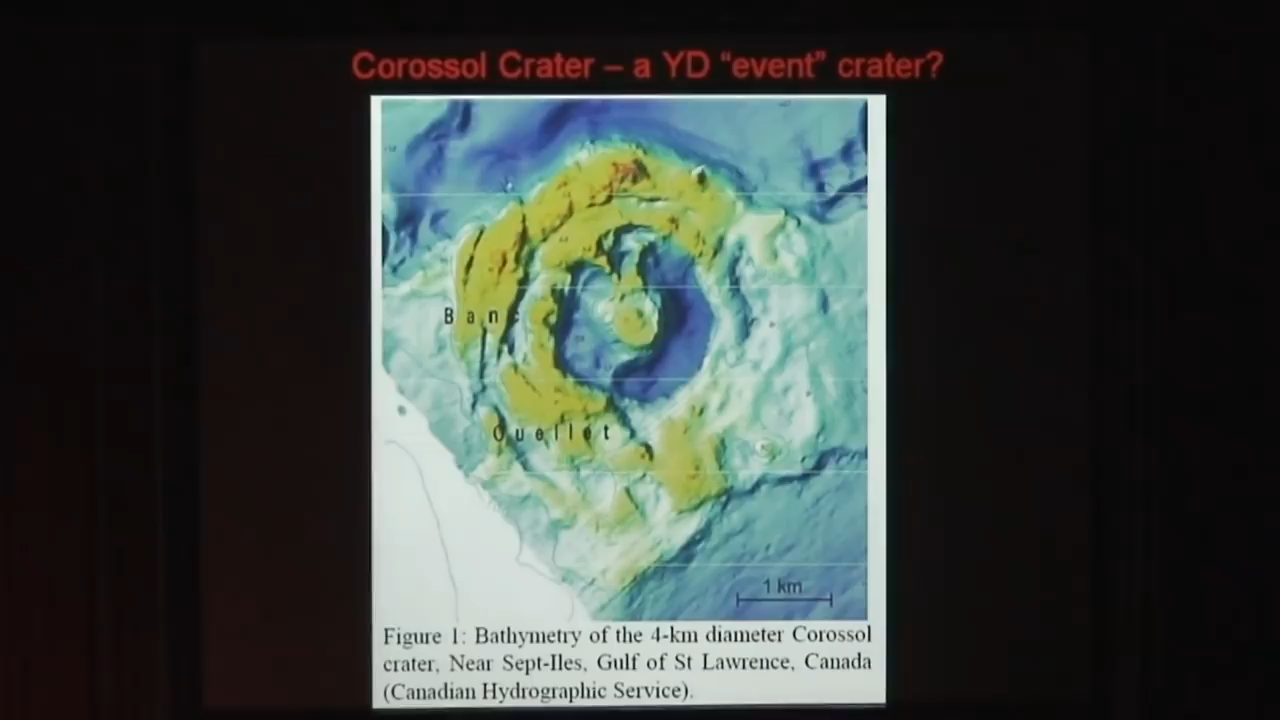 Corossol Crater – a YD “event” crater?
Banc
Ouellet
1 km
Figure 1: Bathymetry of the 4-km diameter Corossol
crater, Near Sept-Iles, Gulf of St Lawrence, Canada
(Canadian Hydrographic Service).